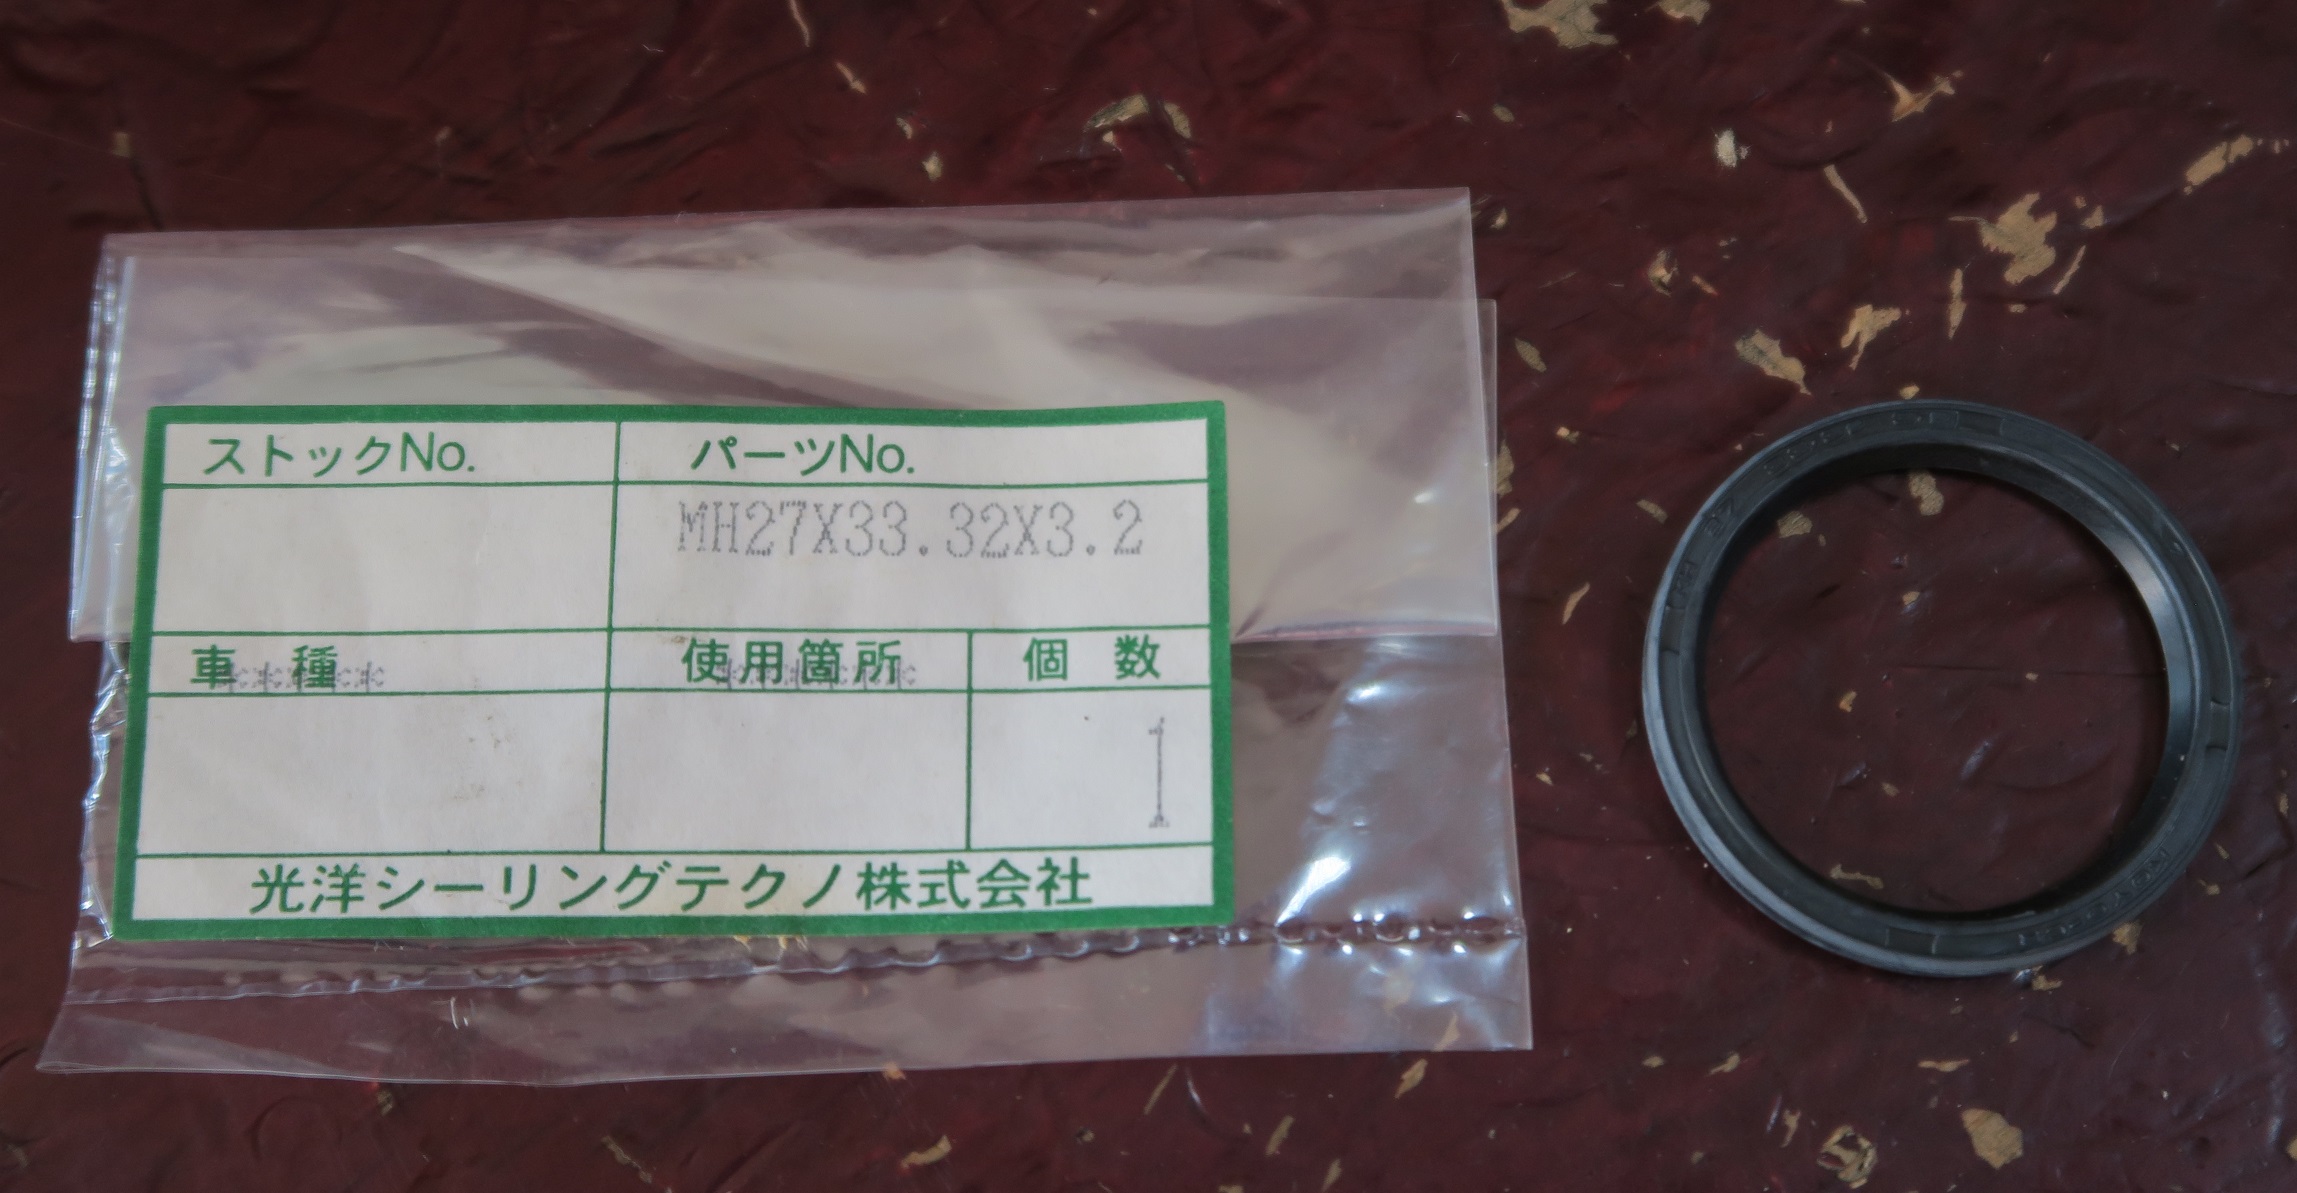 ストックNo.
パーツNo.
MH27X33.32X3.2
車種
使用箇所
個数
1
光洋シーリングテクノ株式会社
KOYO